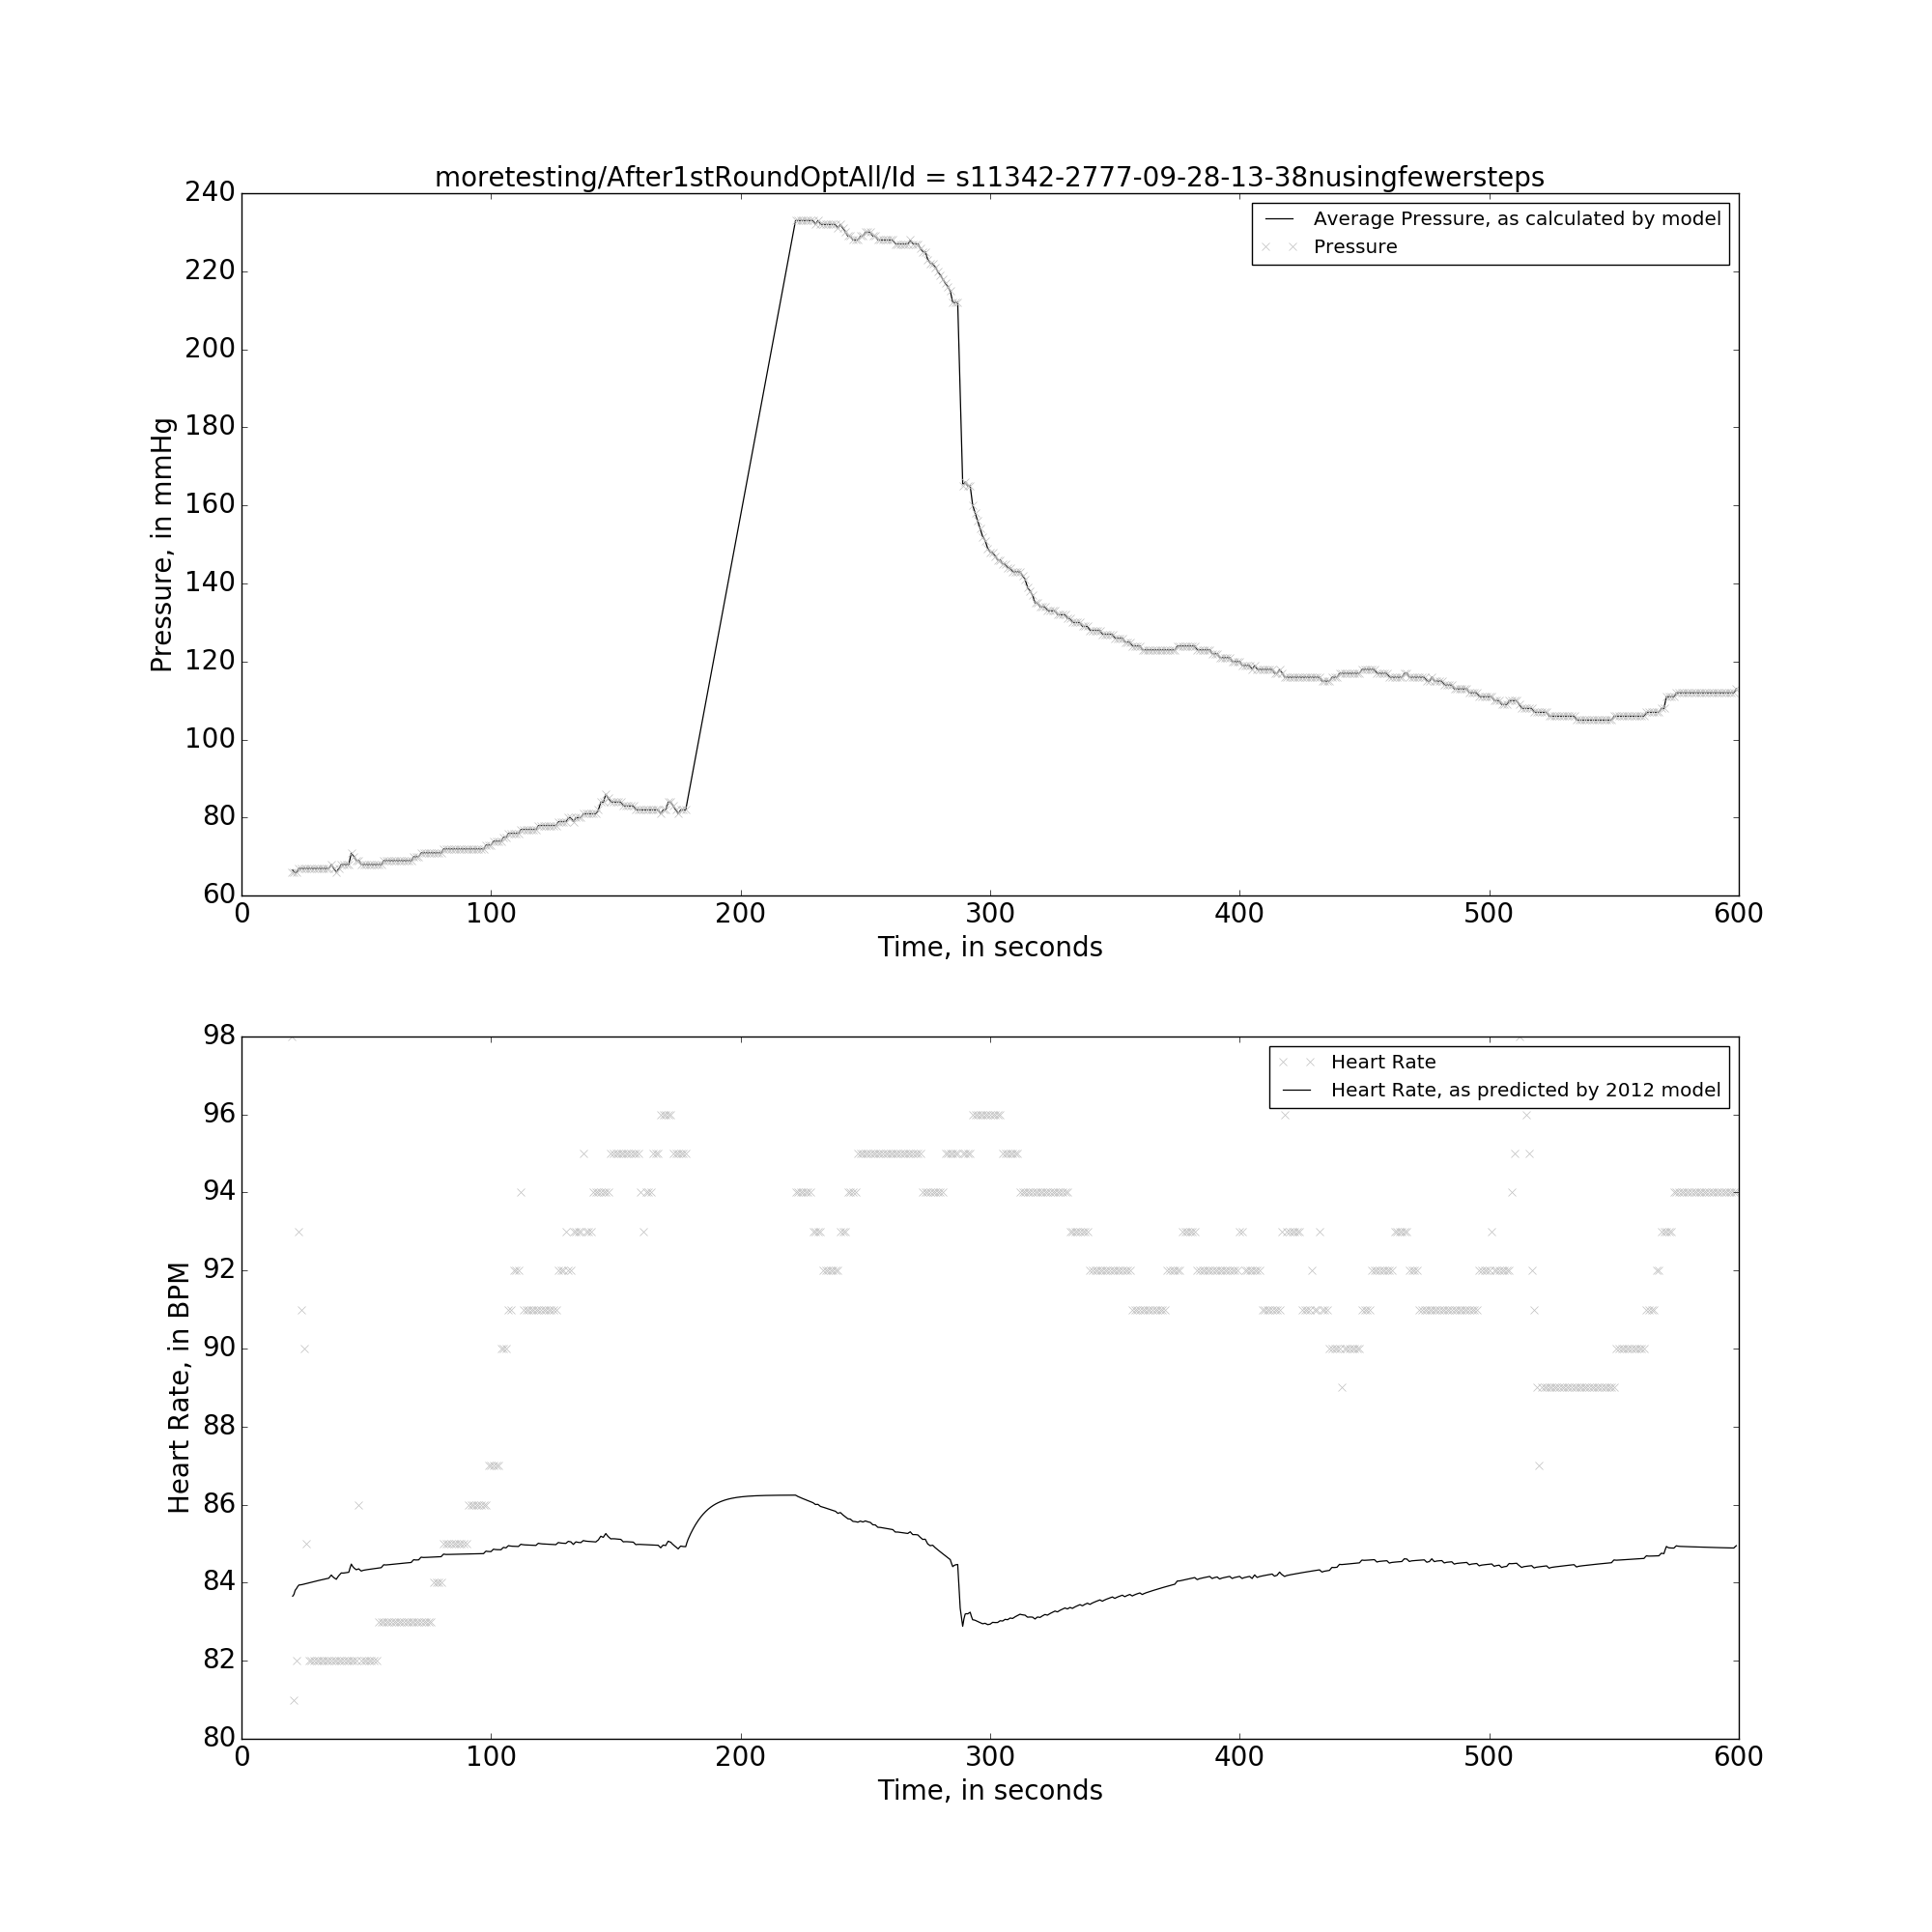 moretesting/After1stRoundOptAll/Id = s11342-2777-09-28-13-38nusingfewersteps
240
220
200
180
160
140
120
100
80
60
Pressure, in mmHg
Average Pressure, as calculated by model
Pressure
0 100 200 300 400 500 600
Time, in seconds
98
96
94
92
90
88
86
84
82
80
Heart Rate, in BPM
Heart Rate
Heart Rate, as predicted by 2012 model
0 100 200 300 400 500 600
Time, in seconds